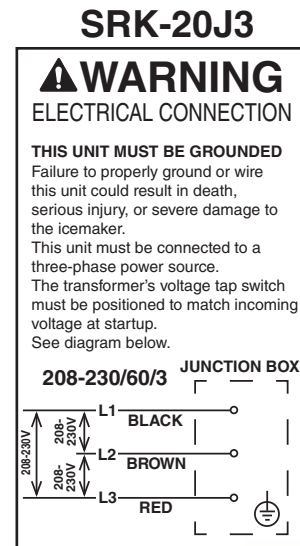 SRK-20J3
WARNING
ELECTRICAL CONNECTION
THIS UNIT MUST BE GROUNDED
Failure to properly ground or wire
this unit could result in death,
serious injury, or severe damage to
the icemaker.
This unit must be connected to a
three-phase power source.
The transformer's voltage tap switch
must be positioned to match incoming
voltage at startup.
See diagram below.
208-230/60/3
JUNCTION BOX
208-230V
208-
230V
208-
230V
L1
BLACK
L2
BROWN
L3
RED